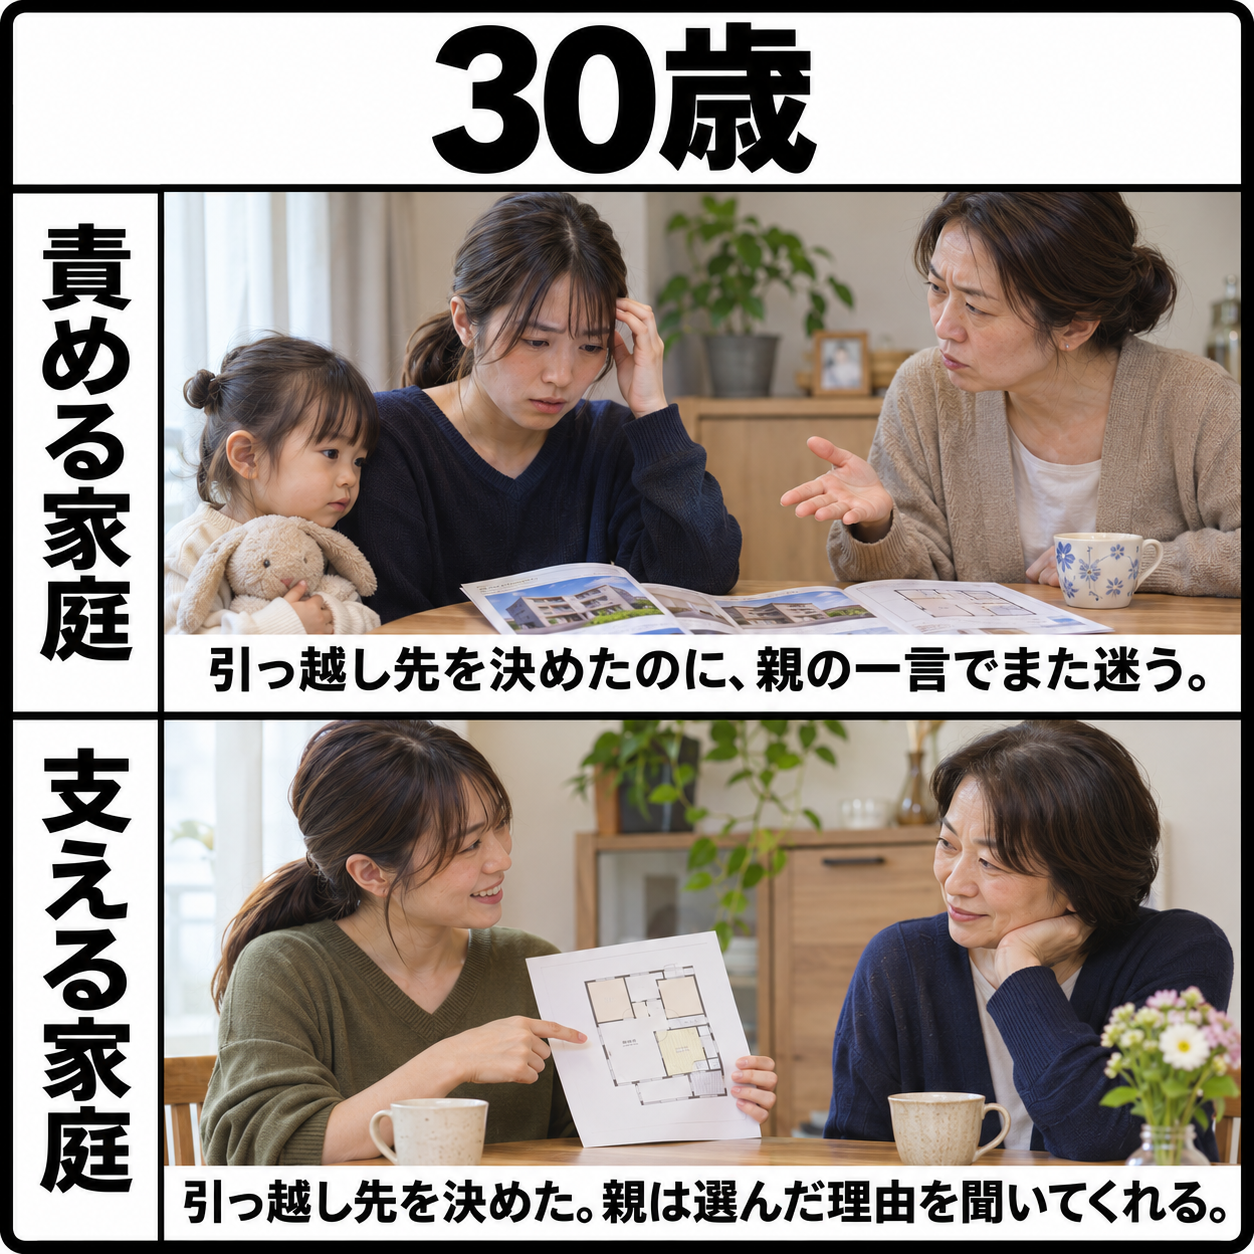 30歳
責める家庭
引っ越し先を決めたのに、親の一言でまた迷う。
支える家庭
引っ越し先を決めた。親は選んだ理由を聞いてくれる。